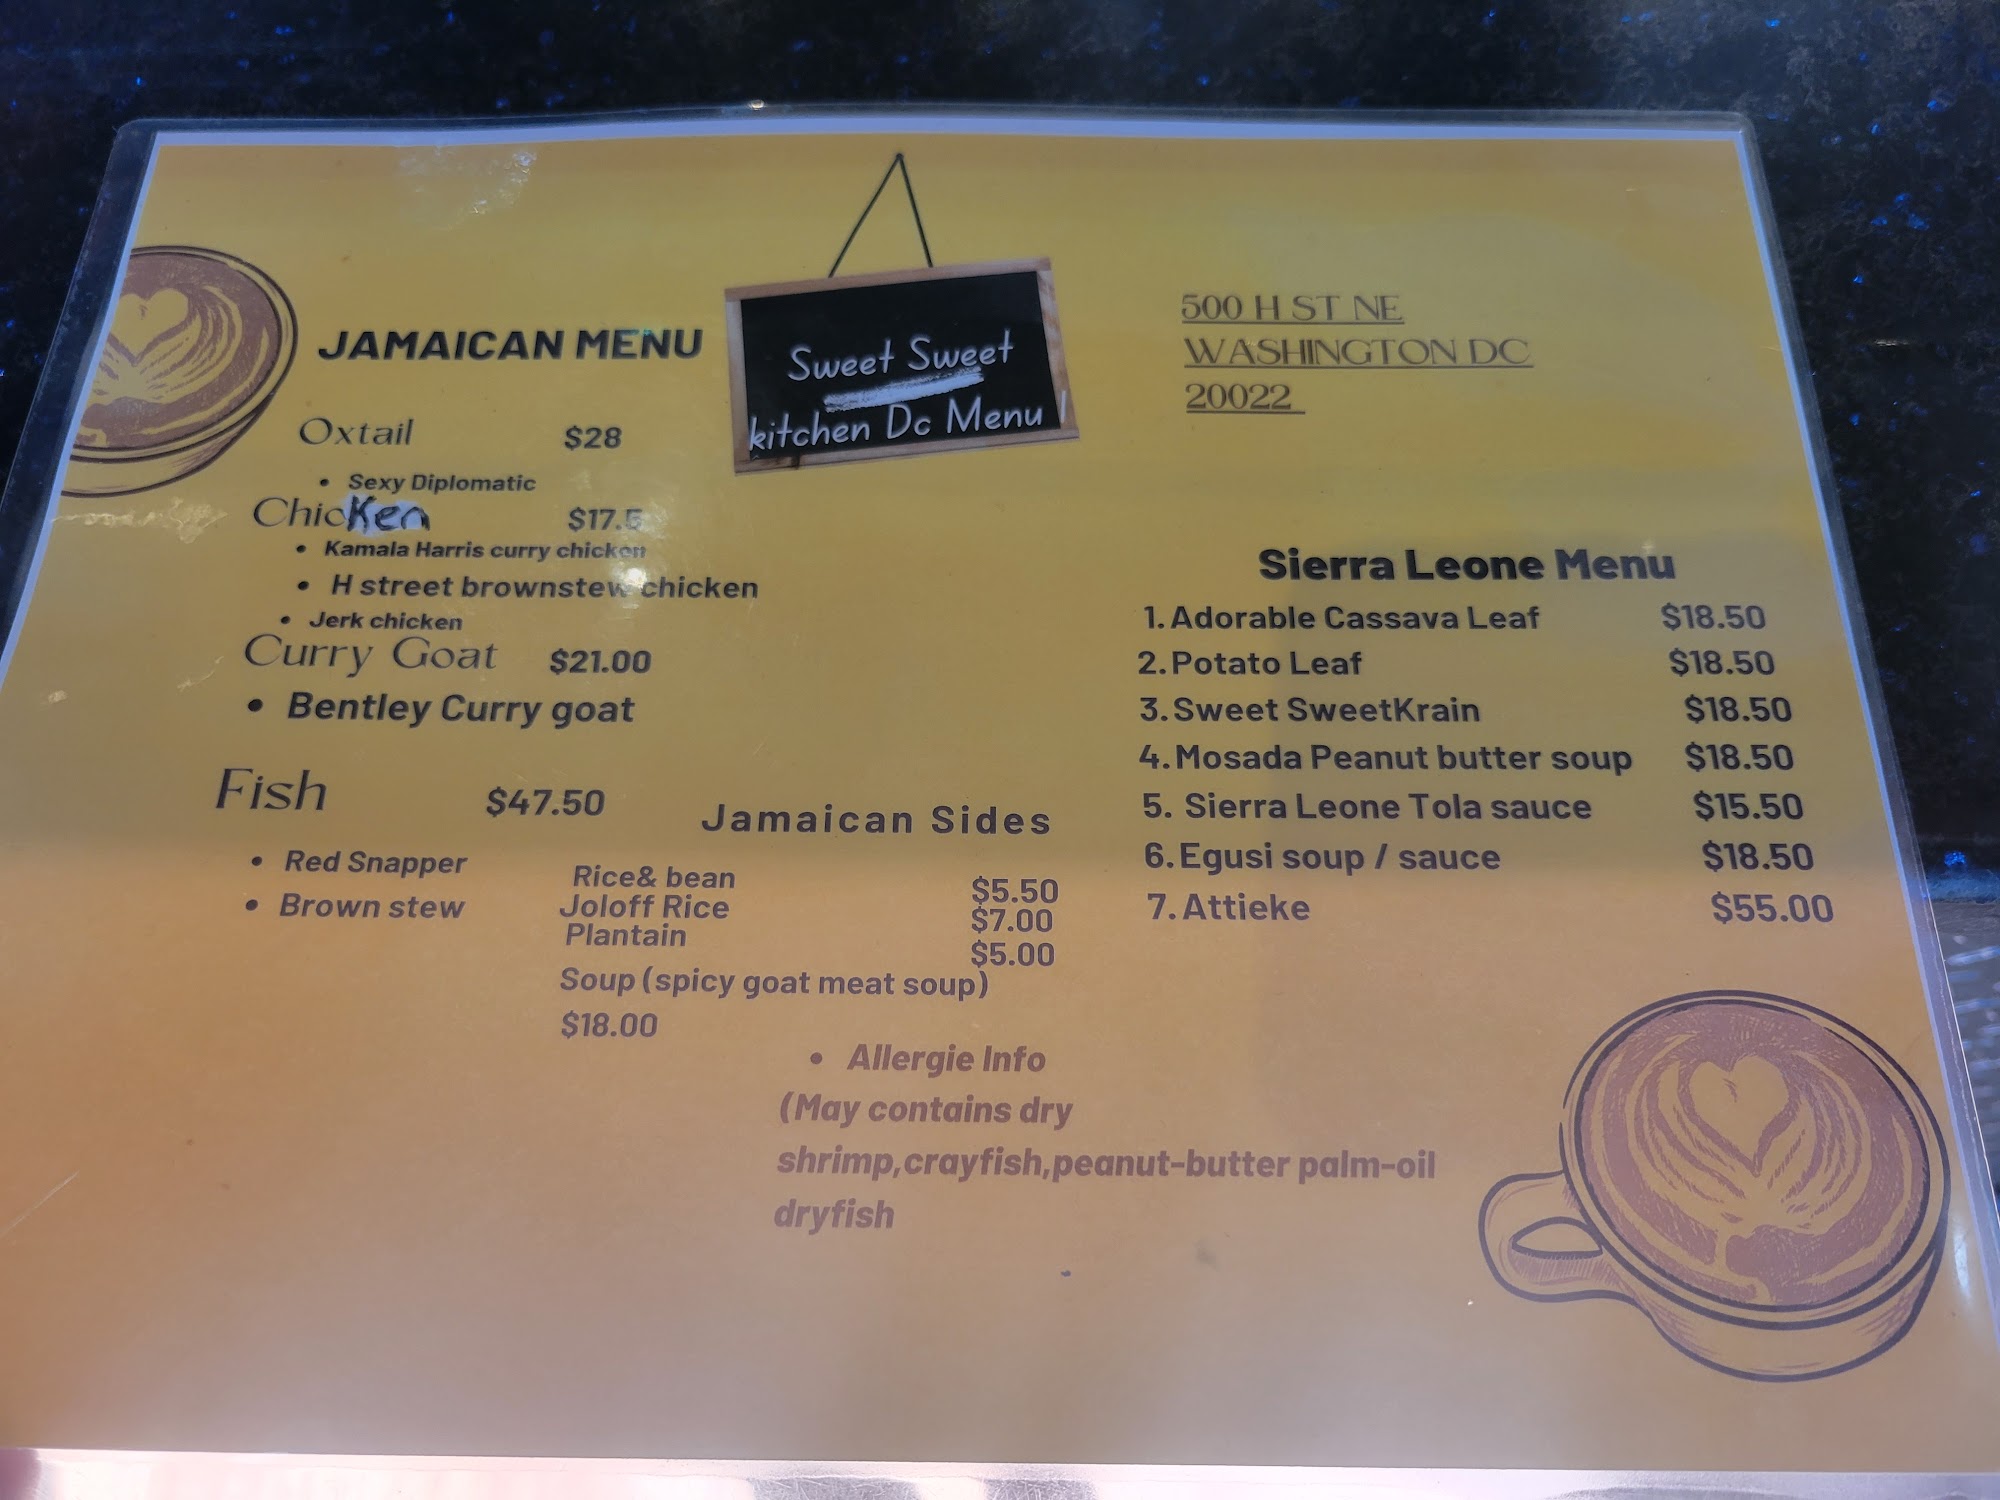 Sweet Sweet
kitchen Dc Menu !
500 H ST NE
WASHINGTON DC
20022
JAMAICAN MENU
Oxtail $28
• Sexy Diplomatic
Chicken $17.5
• Kamala Harris curry chicken
• H street brownstew chicken
• Jerk chicken
Curry Goat $21.00
• Bentley Curry goat
Fish $47.50
• Red Snapper
• Brown stew
Jamaican Sides
Rice& bean $5.50
Joloff Rice $7.00
Plantain $5.00
Soup (spicy goat meat soup)
$18.00
• Allergie Info
(May contains dry
shrimp,crayfish,peanut-butter palm-oil
dryfish
Sierra Leone Menu
1. Adorable Cassava Leaf $18.50
2. Potato Leaf $18.50
3. Sweet SweetKrain $18.50
4. Mosada Peanut butter soup $18.50
5. Sierra Leone Tola sauce $15.50
6. Egusi soup / sauce $18.50
7. Attieke $55.00